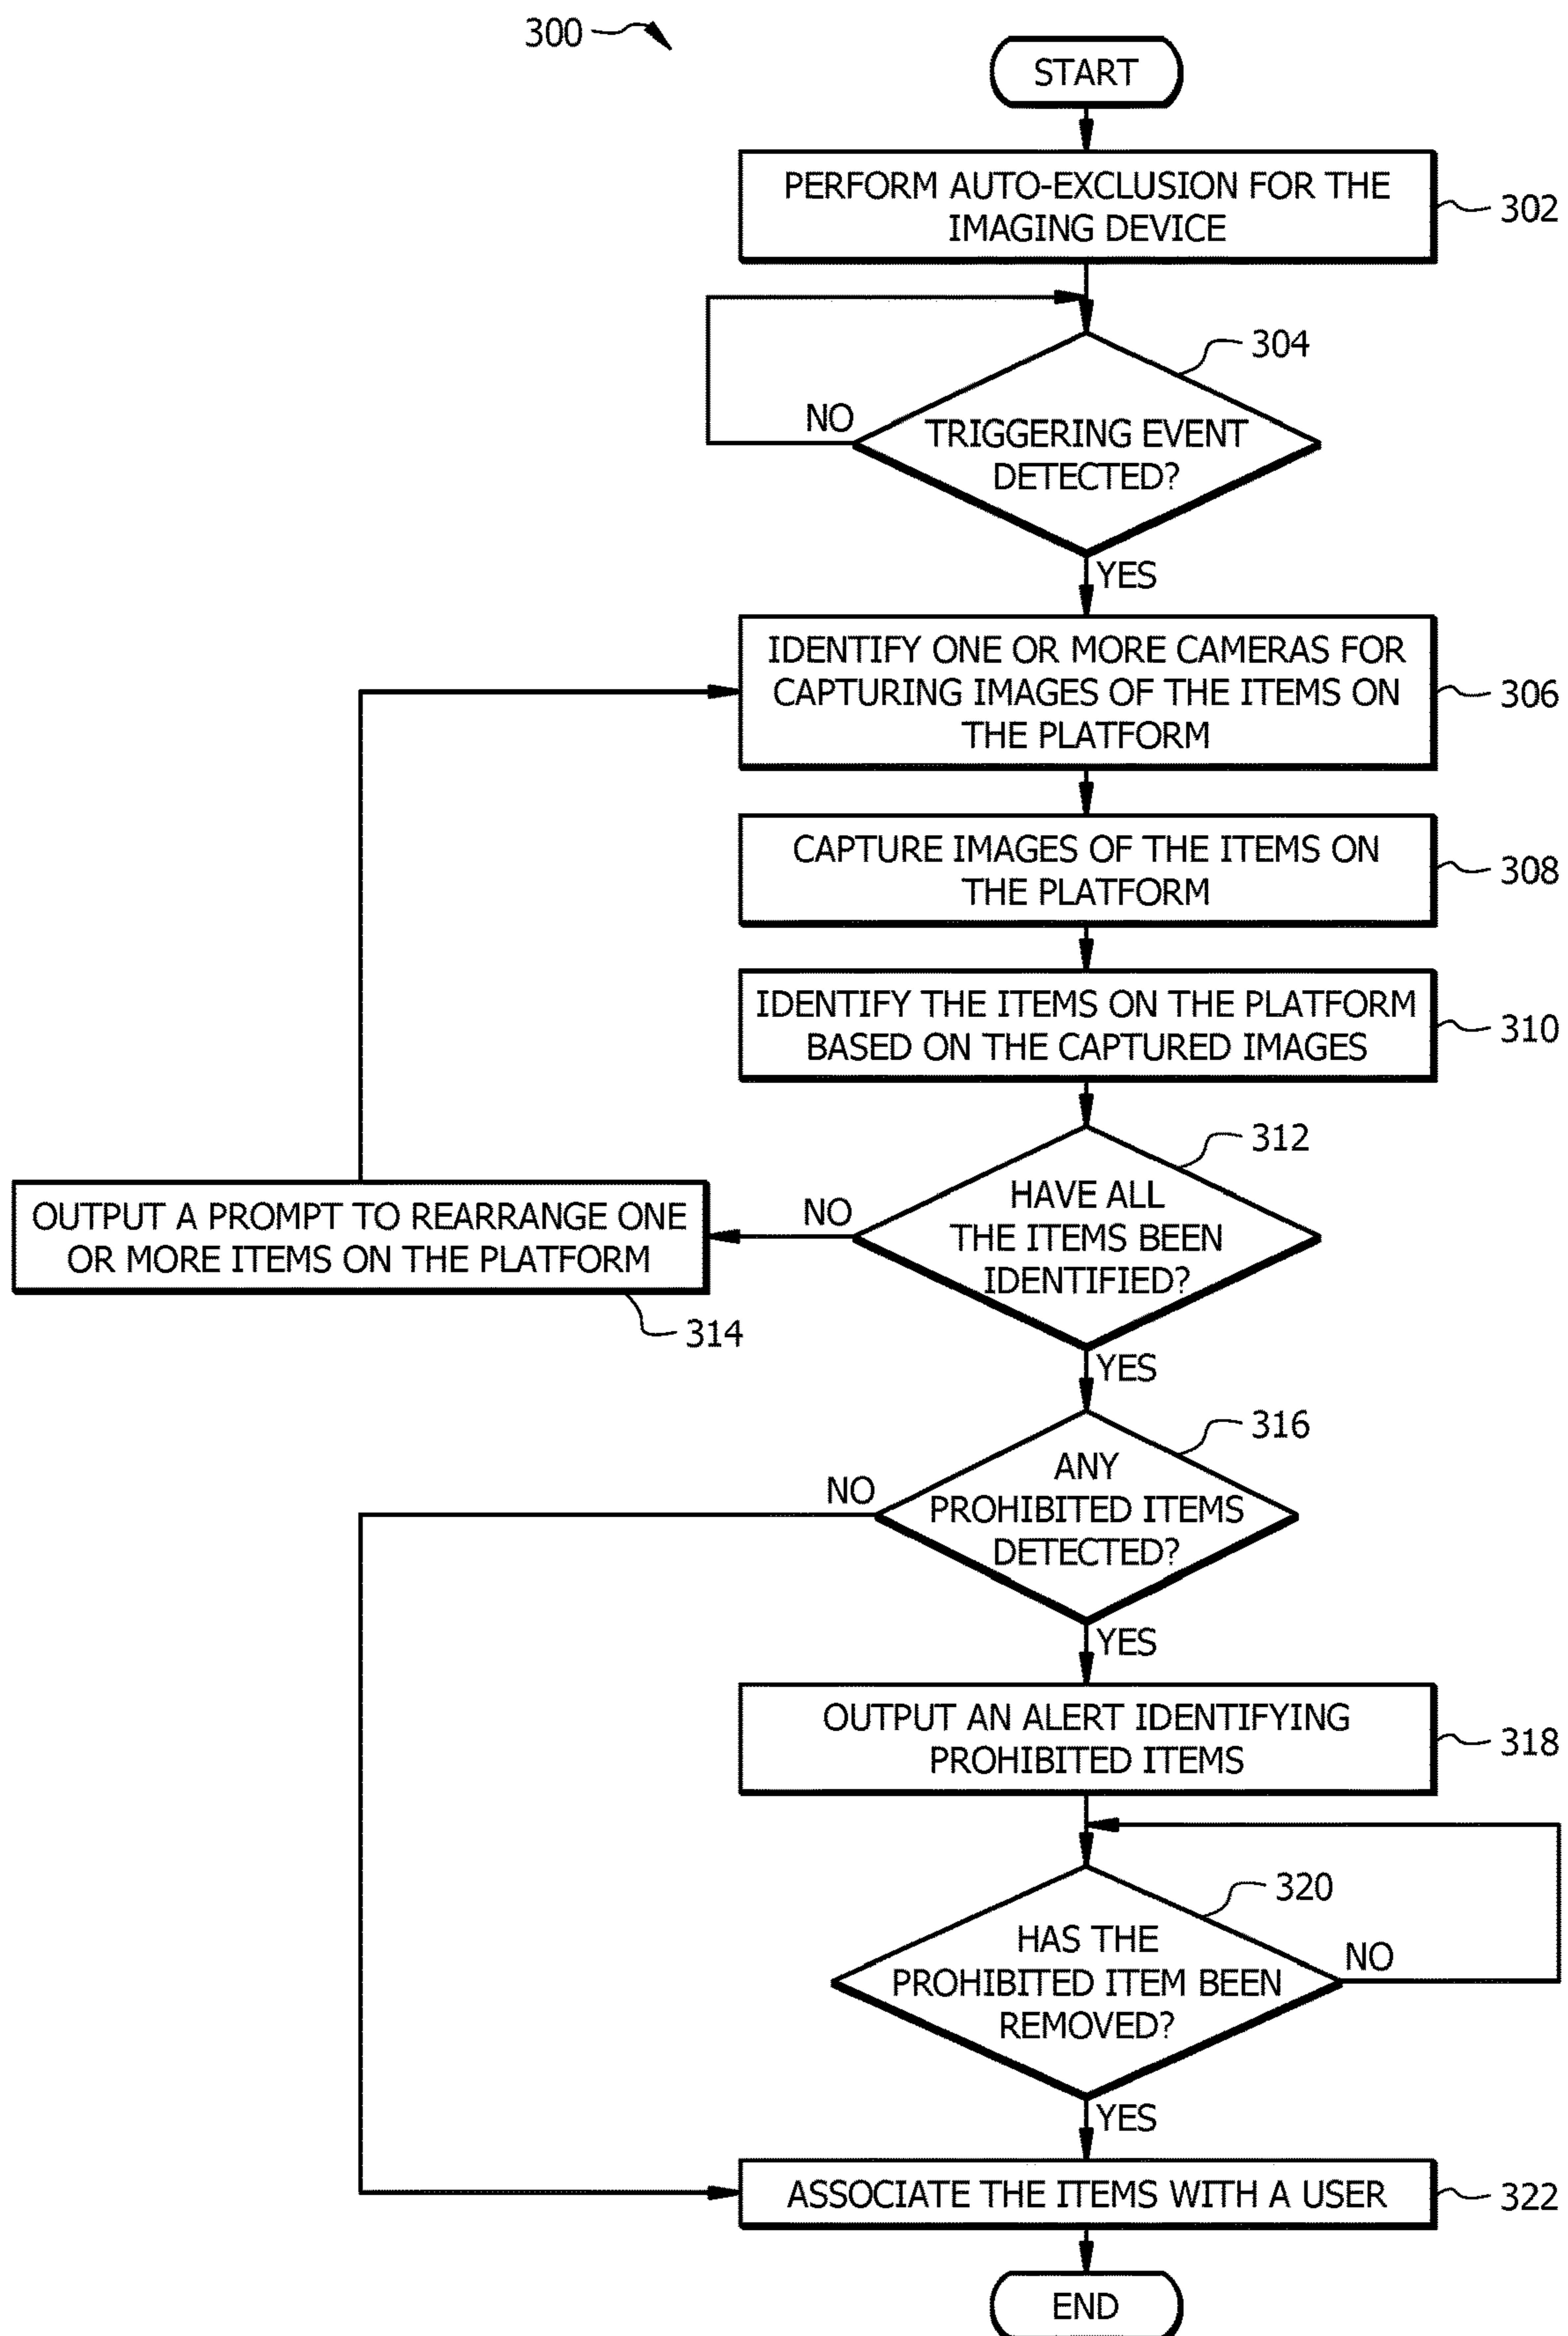 300
START
PERFORM AUTO-EXCLUSION FOR THE
IMAGING DEVICE
302
304
NO
TRIGGERING EVENT
DETECTED?
YES
IDENTIFY ONE OR MORE CAMERAS FOR
CAPTURING IMAGES OF THE ITEMS ON
THE PLATFORM
306
CAPTURE IMAGES OF THE ITEMS ON
THE PLATFORM
308
IDENTIFY THE ITEMS ON THE PLATFORM
BASED ON THE CAPTURED IMAGES
310
312
HAVE ALL
THE ITEMS BEEN
IDENTIFIED?
NO
OUTPUT A PROMPT TO REARRANGE ONE
OR MORE ITEMS ON THE PLATFORM
314
YES
316
ANY
PROHIBITED ITEMS
DETECTED?
NO
YES
OUTPUT AN ALERT IDENTIFYING
PROHIBITED ITEMS
318
320
HAS THE
PROHIBITED ITEM BEEN
REMOVED?
NO
YES
ASSOCIATE THE ITEMS WITH A USER
322
END